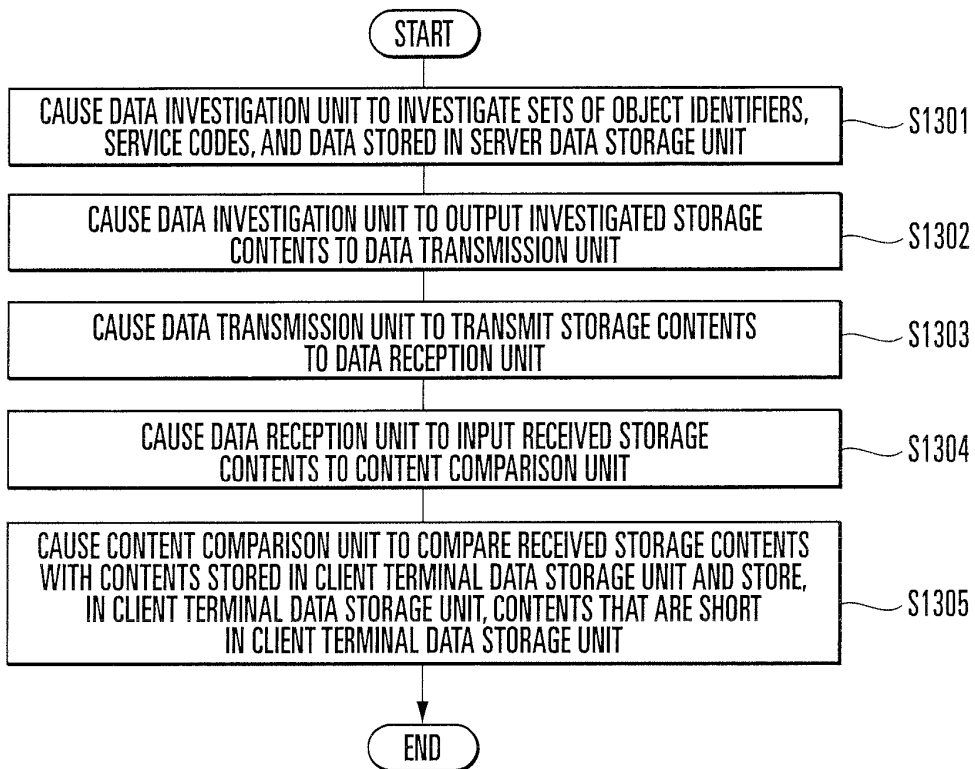 START
CAUSE DATA INVESTIGATION UNIT TO INVESTIGATE SETS OF OBJECT IDENTIFIERS,
SERVICE CODES, AND DATA STORED IN SERVER DATA STORAGE UNIT
S1301
CAUSE DATA INVESTIGATION UNIT TO OUTPUT INVESTIGATED STORAGE
CONTENTS TO DATA TRANSMISSION UNIT
S1302
CAUSE DATA TRANSMISSION UNIT TO TRANSMIT STORAGE CONTENTS
TO DATA RECEPTION UNIT
S1303
CAUSE DATA RECEPTION UNIT TO INPUT RECEIVED STORAGE
CONTENTS TO CONTENT COMPARISON UNIT
S1304
CAUSE CONTENT COMPARISON UNIT TO COMPARE RECEIVED STORAGE CONTENTS
WITH CONTENTS STORED IN CLIENT TERMINAL DATA STORAGE UNIT AND STORE,
IN CLIENT TERMINAL DATA STORAGE UNIT, CONTENTS THAT ARE SHORT
IN CLIENT TERMINAL DATA STORAGE UNIT
S1305
END